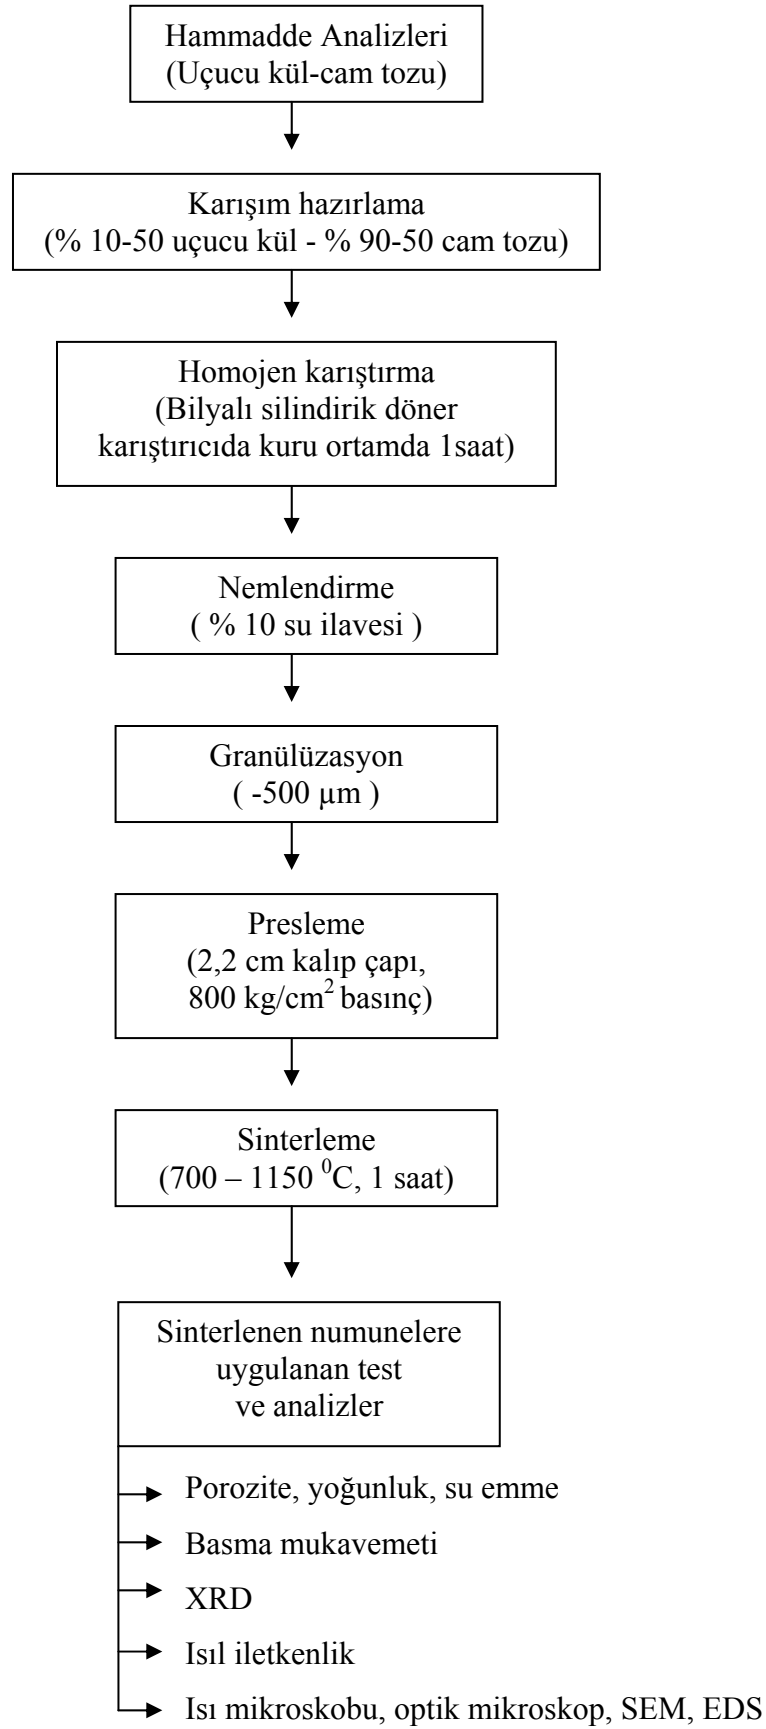 Hammadde Analizleri
(Uçucu kül-cam tozu)
Karışım hazırlama
(% 10-50 uçucu kül - % 90-50 cam tozu)
Homojen karıştırma
(Bilyalı silindirik döner
karıştırıcıda kuru ortamda 1saat)
Nemlendirme
( % 10 su ilavesi )
Granülüzasyon
( -500 µm )
Presleme
(2,2 cm kalıp çapı,
800 kg/cm² basınç)
Sinterleme
(700 – 1150 ⁰C, 1 saat)
Sinterlenen numunelere
uygulanan test
ve analizler
Porozite, yoğunluk, su emme
Basma mukavemeti
XRD
Isıl iletkenlik
Isı mikroskobu, optik mikroskop, SEM, EDS